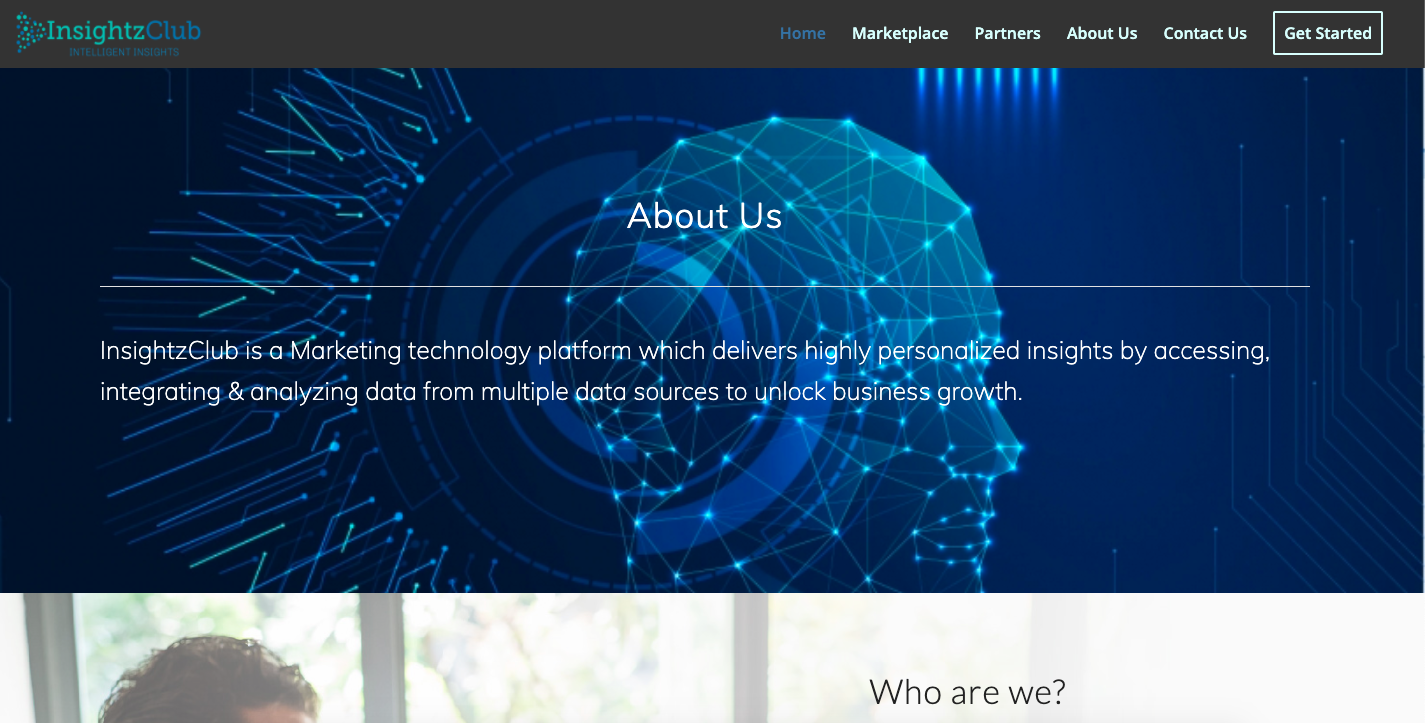 InsightzClub
INTELLIGENT INSIGHTS
Home Marketplace Partners About Us Contact Us Get Started
About Us
InsightzClub is a Marketing technology platform which delivers highly personalized insights by accessing,
integrating & analyzing data from multiple data sources to unlock business growth.
Who are we?